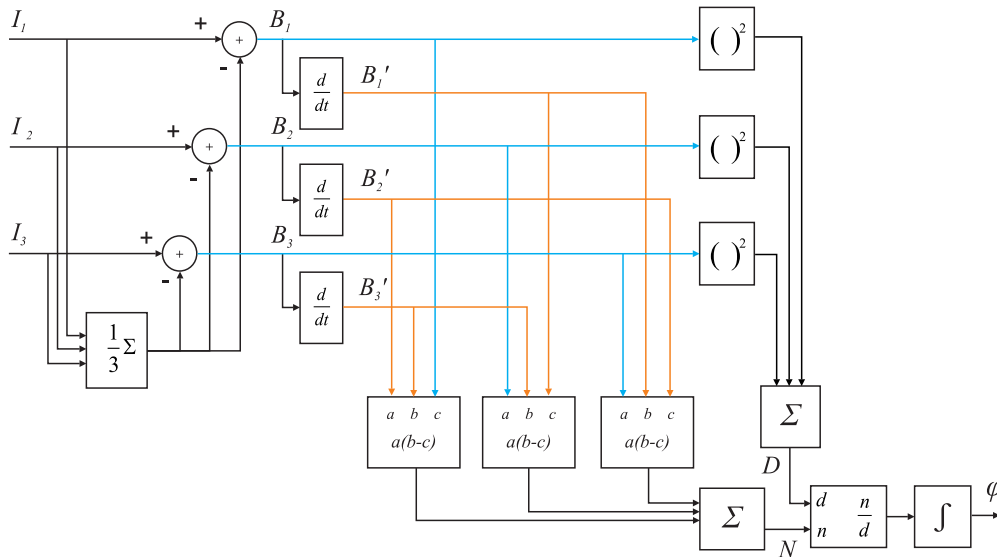 I₁ + + B₁ ( )²
- d/dt B₁′
I₂ + + B₂ ( )²
- d/dt B₂′
I₃ + + B₃ ( )²
- d/dt B₃′
1/3 Σ
a b c a b c a b c
a(b-c) a(b-c) a(b-c) Σ
D
d n/d ∫ φ
Σ n
N